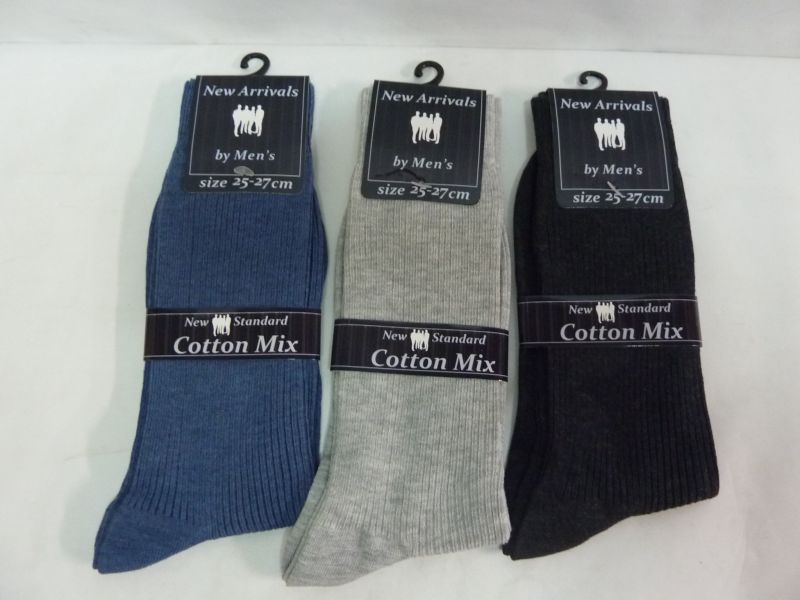 New Arrivals
by Men's
size 25-27cm
New Standard
Cotton Mix
New Arrivals
by Men's
size 25-27cm
New Standard
Cotton Mix
New Arrivals
by Men's
size 25-27cm
New Standard
Cotton Mix